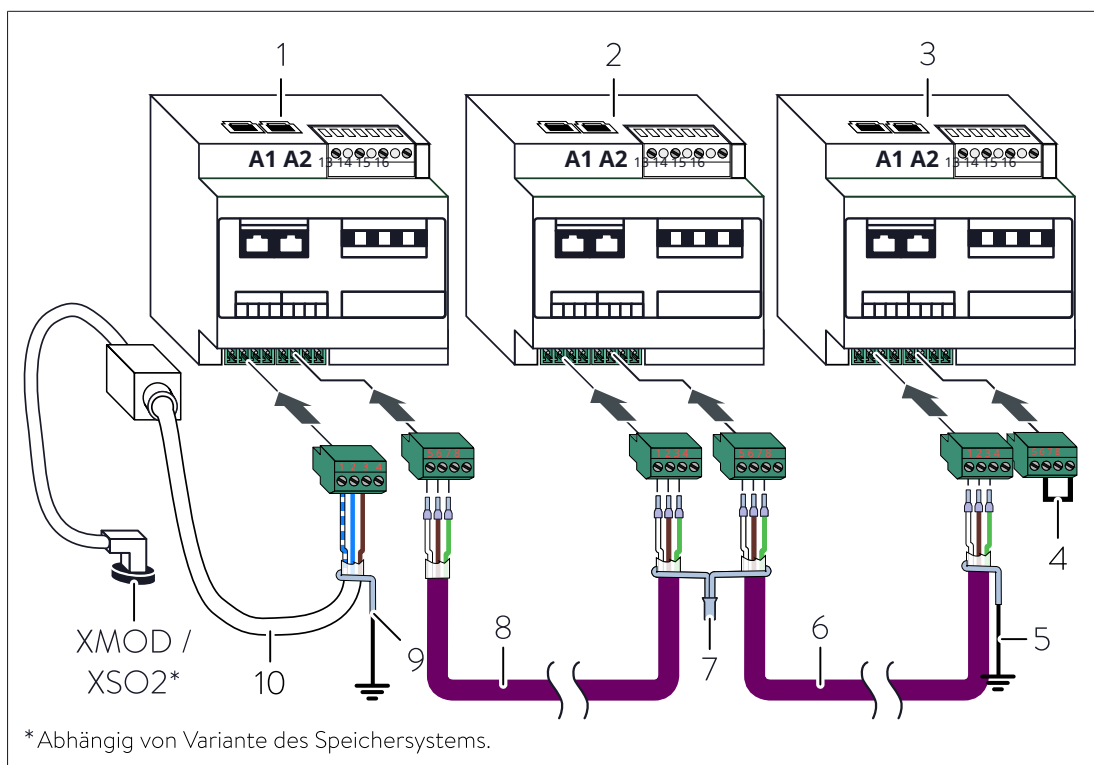 1
2
3
A1 A2 13 14 15 16
A1 A2 13 14 15 16
A1 A2 13 14 15 16
1 2 3 4
5 6 7 8
1 2 3 4
5 6 7 8
1 2 3 4
5 6 7 8
4
XMOD /
XSO2*
10
9
8
7
6
5
*Abhängig von Variante des Speichersystems.